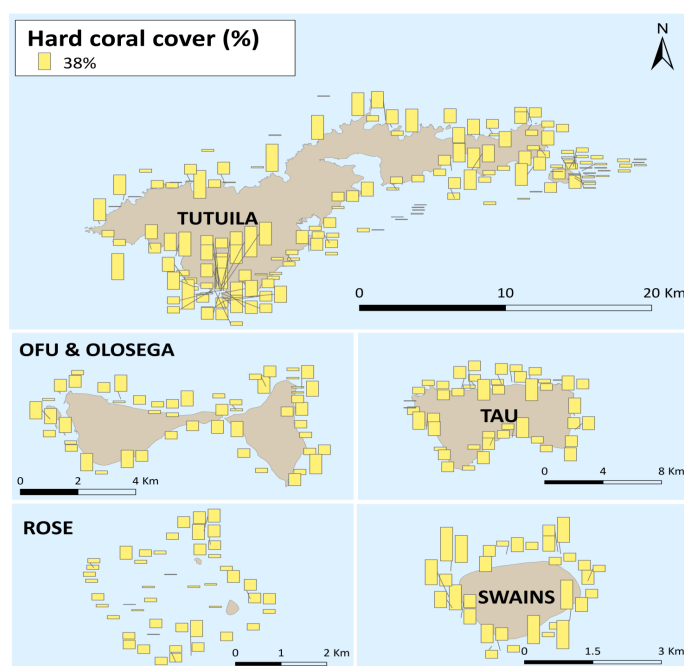 Hard coral cover (%)
38%
N
TUTUILA
0 10 20 Km
OFU & OLOSEGA
0 2 4 Km
TAU
0 4 8 Km
ROSE
0 1 2 Km
SWAINS
0 1.5 3 Km